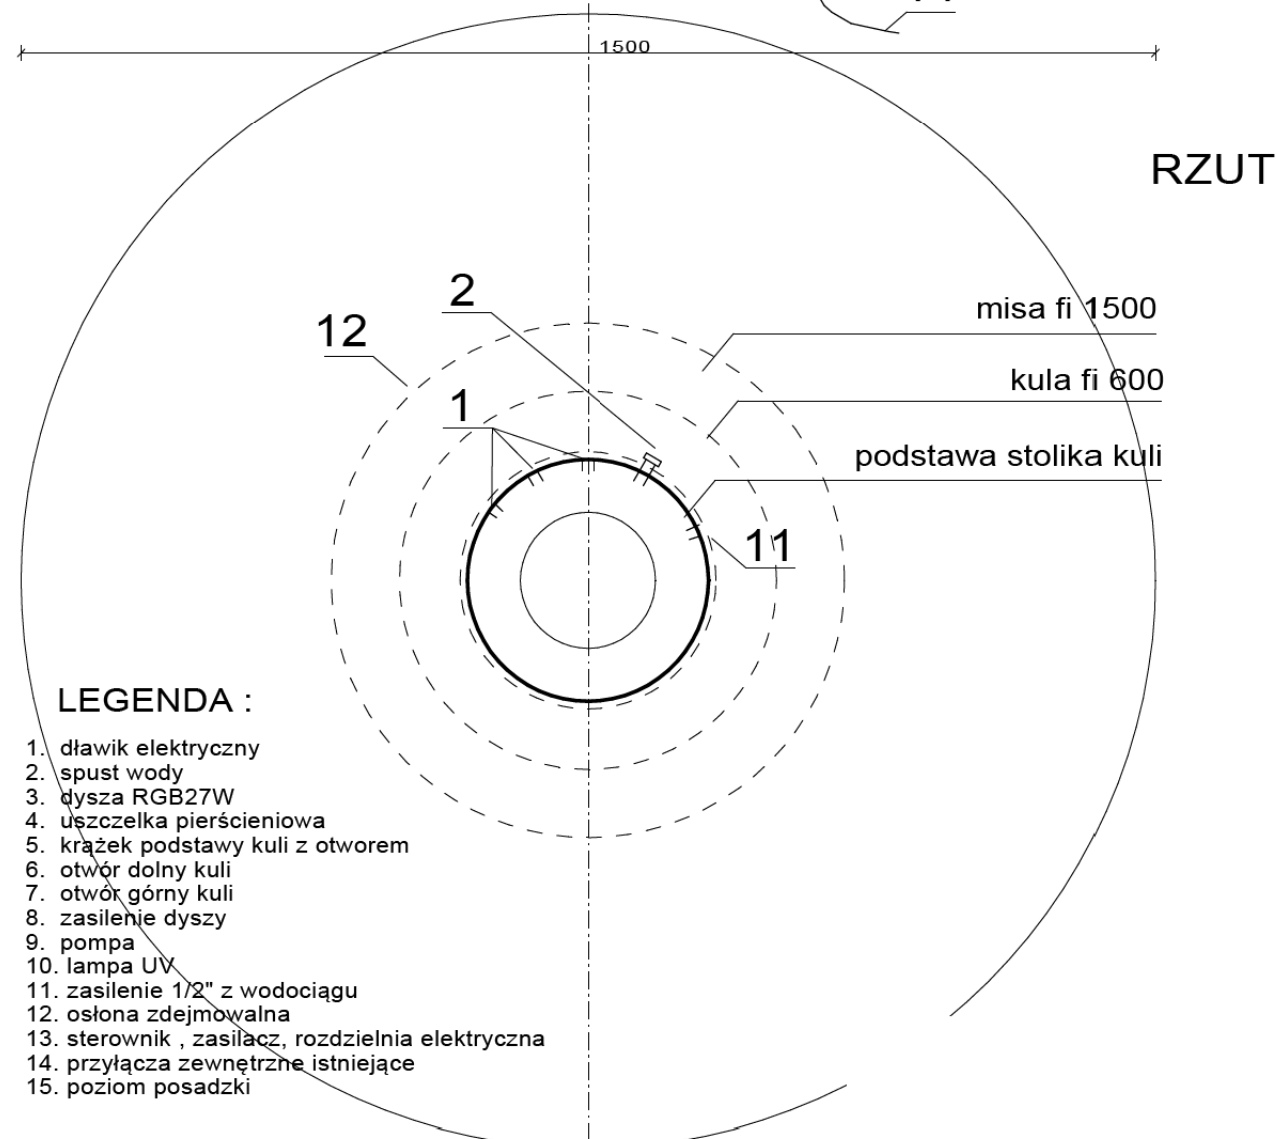 1500
RZUT
2
misa fi 1500
12
kula fi 600
1
podstawa stolika kuli
11
LEGENDA :
1. dławik elektryczny
2. spust wody
3. dysza RGB27W
4. uszczelka pierścieniowa
5. krążek podstawy kuli z otworem
6. otwór dolny kuli
7. otwór górny kuli
8. zasilenie dyszy
9. pompa
10. lampa UV
11. zasilenie 1/2" z wodociągu
12. osłona zdejmowalna
13. sterownik , zasilacz, rozdzielnia elektryczna
14. przyłącza zewnętrzne istniejące
15. poziom posadzki